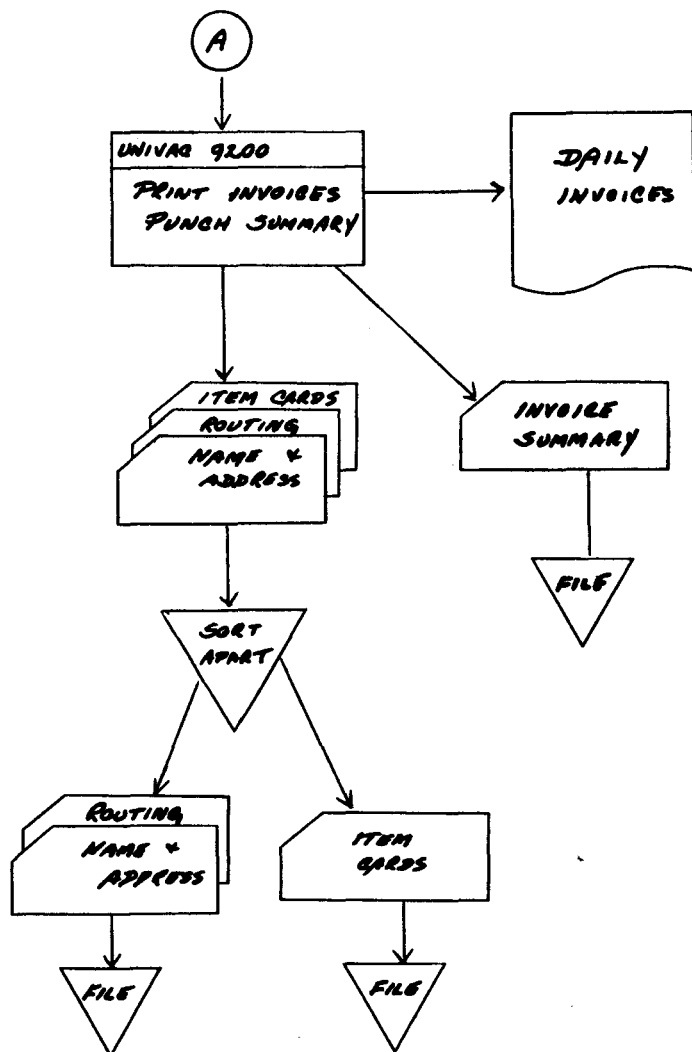 A
UNIVAC 9200
PRINT INVOICES
PUNCH SUMMARY
DAILY
INVOICES
ITEM CARDS
ROUTING
NAME &
ADDRESS
INVOICE
SUMMARY
FILE
SORT
APART
ROUTING
NAME &
ADDRESS
ITEM
CARDS
FILE
FILE